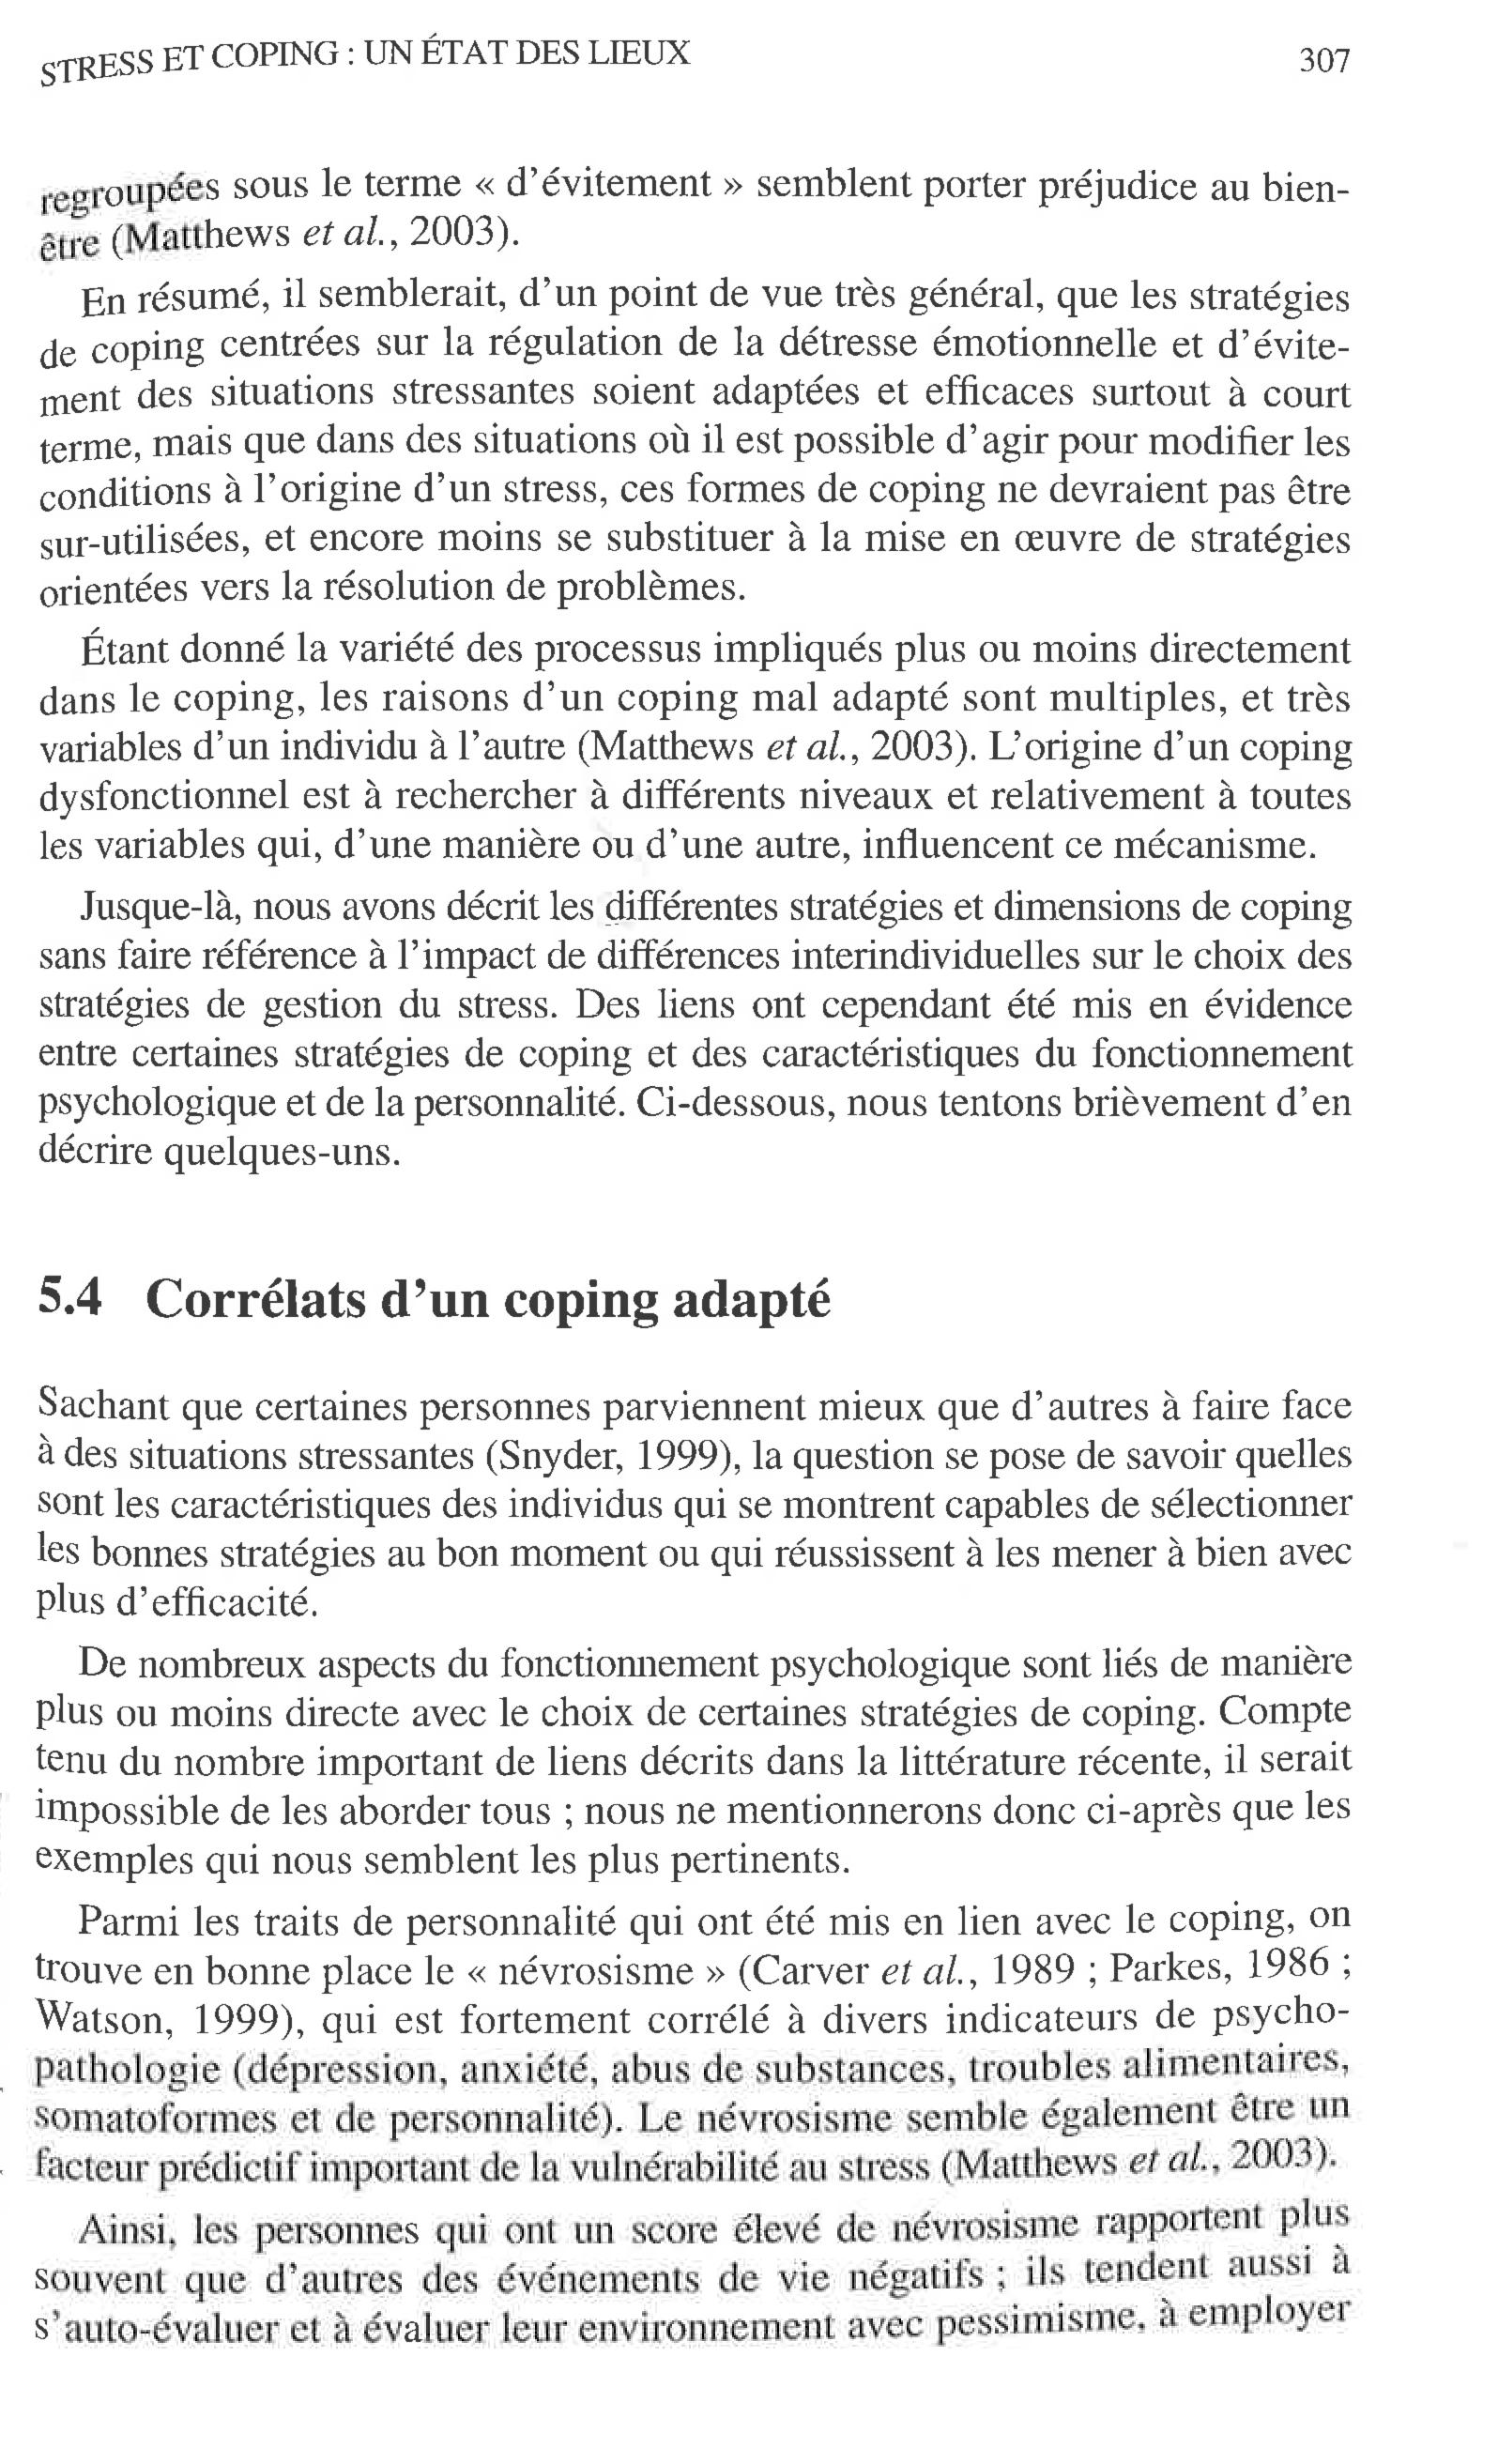 STRESS ET COPING : UN ÉTAT DES LIEUX 307
regroupées sous le terme « d'évitement » semblent porter préjudice au bien-
être (Matthews et al., 2003).
En résumé, il semblerait, d'un point de vue très général, que les stratégies
de coping centrées sur la régulation de la détresse émotionnelle et d'évite-
ment des situations stressantes soient adaptées et efficaces surtout à court
terme, mais que dans des situations où il est possible d'agir pour modifier les
conditions à l'origine d'un stress, ces formes de coping ne devraient pas être
sur-utilisées, et encore moins se substituer à la mise en œuvre de stratégies
orientées vers la résolution de problèmes.
Étant donné la variété des processus impliqués plus ou moins directement
dans le coping, les raisons d'un coping mal adapté sont multiples, et très
variables d'un individu à l'autre (Matthews et al., 2003). L'origine d'un coping
dysfonctionnel est à rechercher à différents niveaux et relativement à toutes
les variables qui, d'une manière ou d'une autre, influencent ce mécanisme.
Jusque-là, nous avons décrit les différentes stratégies et dimensions de coping
sans faire référence à l'impact de différences interindividuelles sur le choix des
stratégies de gestion du stress. Des liens ont cependant été mis en évidence
entre certaines stratégies de coping et des caractéristiques du fonctionnement
psychologique et de la personnalité. Ci-dessous, nous tentons brièvement d'en
décrire quelques-uns.
5.4 Corrélats d'un coping adapté
Sachant que certaines personnes parviennent mieux que d'autres à faire face
à des situations stressantes (Snyder, 1999), la question se pose de savoir quelles
sont les caractéristiques des individus qui se montrent capables de sélectionner
les bonnes stratégies au bon moment ou qui réussissent à les mener à bien avec
plus d'efficacité.
De nombreux aspects du fonctionnement psychologique sont liés de manière
plus ou moins directe avec le choix de certaines stratégies de coping. Compte
tenu du nombre important de liens décrits dans la littérature récente, il serait
impossible de les aborder tous ; nous ne mentionnerons donc ci-après que les
exemples qui nous semblent les plus pertinents.
Parmi les traits de personnalité qui ont été mis en lien avec le coping, on
trouve en bonne place le « névrosisme » (Carver et al., 1989 ; Parkes, 1986 ;
Watson, 1999), qui est fortement corrélé à divers indicateurs de psycho-
pathologie (dépression, anxiété, abus de substances, troubles alimentaires,
somatoformes et de personnalité). Le névrosisme semble également être un
facteur prédictif important de la vulnérabilité au stress (Matthews et al., 2003).
Ainsi, les personnes qui ont un score élevé de névrosisme rapportent plus
souvent que d'autres des événements de vie négatifs ; ils tendent aussi à
s'auto-évaluer et à évaluer leur environnement avec pessimisme, à employer